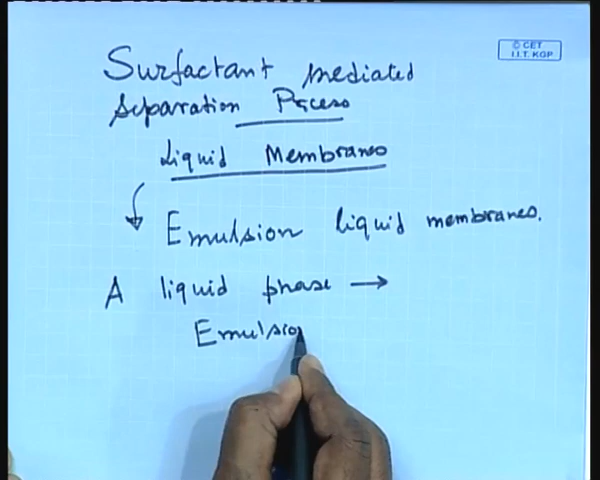 © CET
I.I.T. KGP
Surfactant mediated
Separation Process
Liquid Membranes
Emulsion liquid membranes.
A liquid phase →
Emulsion